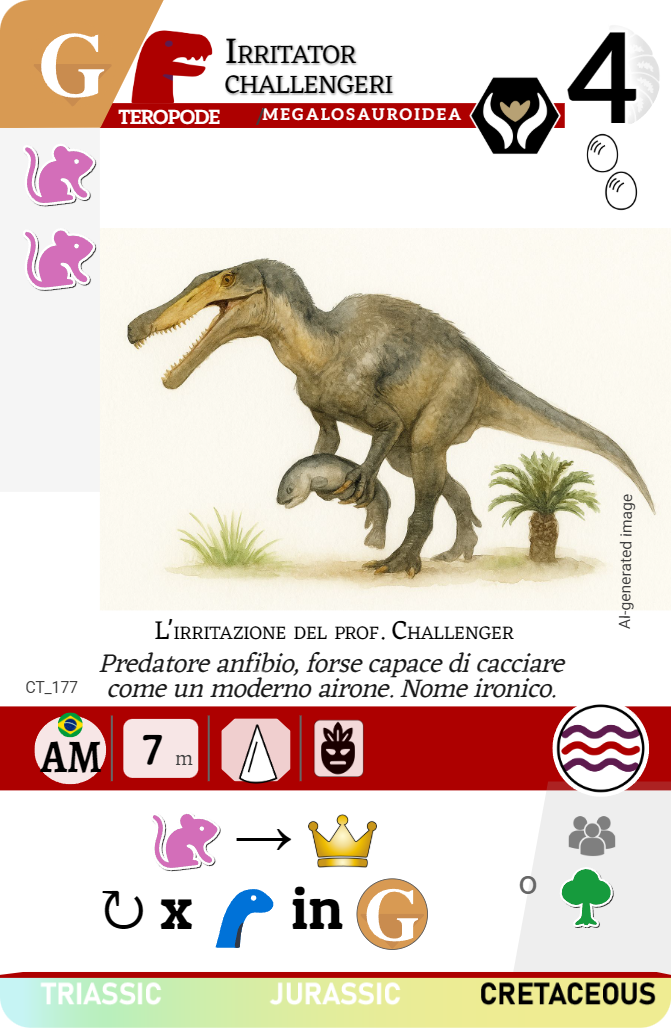 G
Irritator
challengeri
4
TEROPODE
MEGALOSAUROIDEA
AI-generated image
L'irritazione del prof. Challenger
Predatore anfibio, forse capace di cacciare
come un moderno airone. Nome ironico.
CT_177
AM
7 m
x in G
o
TRIASSIC JURASSIC CRETACEOUS